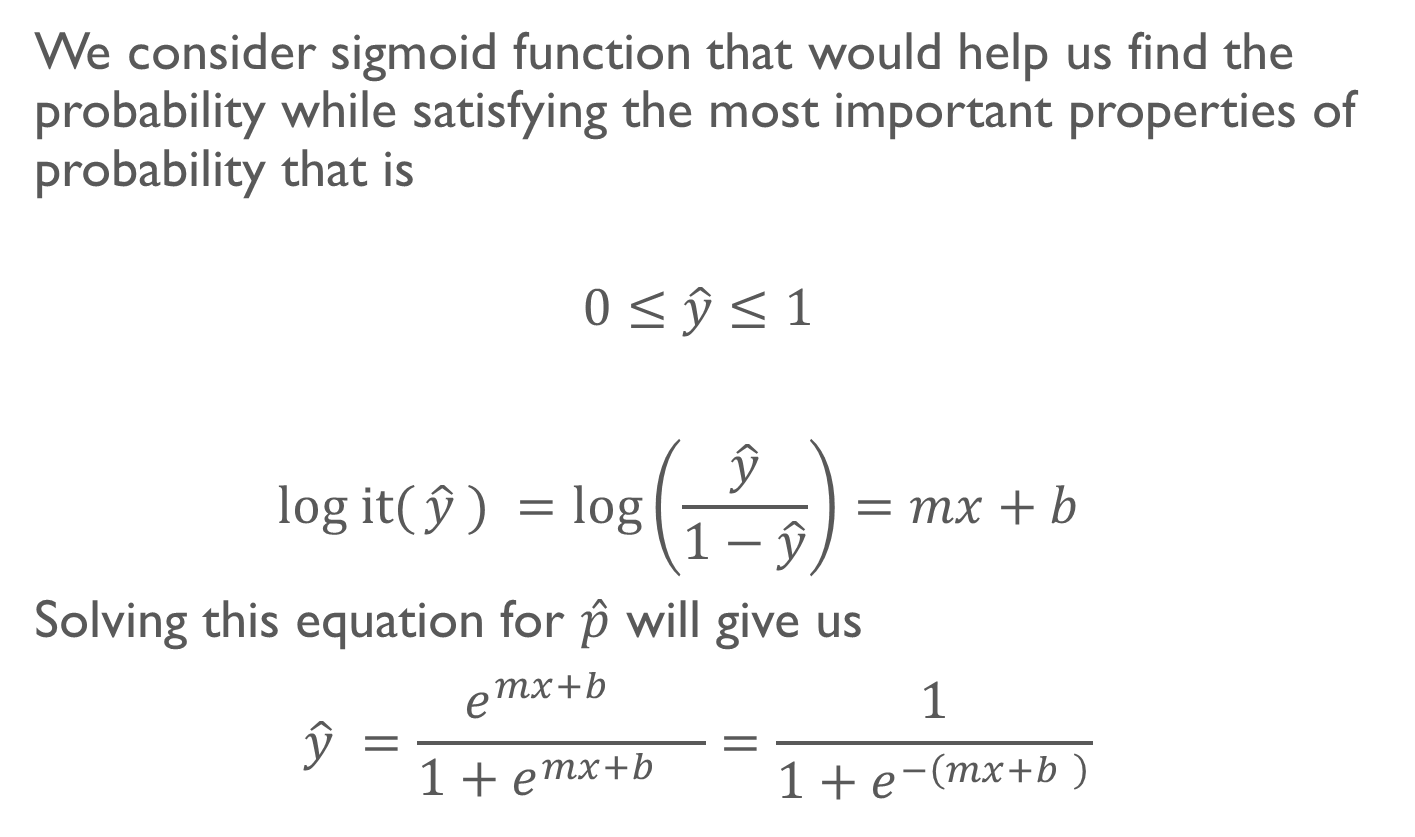 We consider sigmoid function that would help us find the
probability while satisfying the most important properties of
probability that is
0 ≤ ŷ ≤ 1
log it( ŷ ) = log(ŷ / (1 − ŷ)) = mx + b
Solving this equation for p̂ will give us
ŷ = e^(mx+b) / (1 + e^(mx+b)) = 1 / (1 + e^(−(mx+b )))